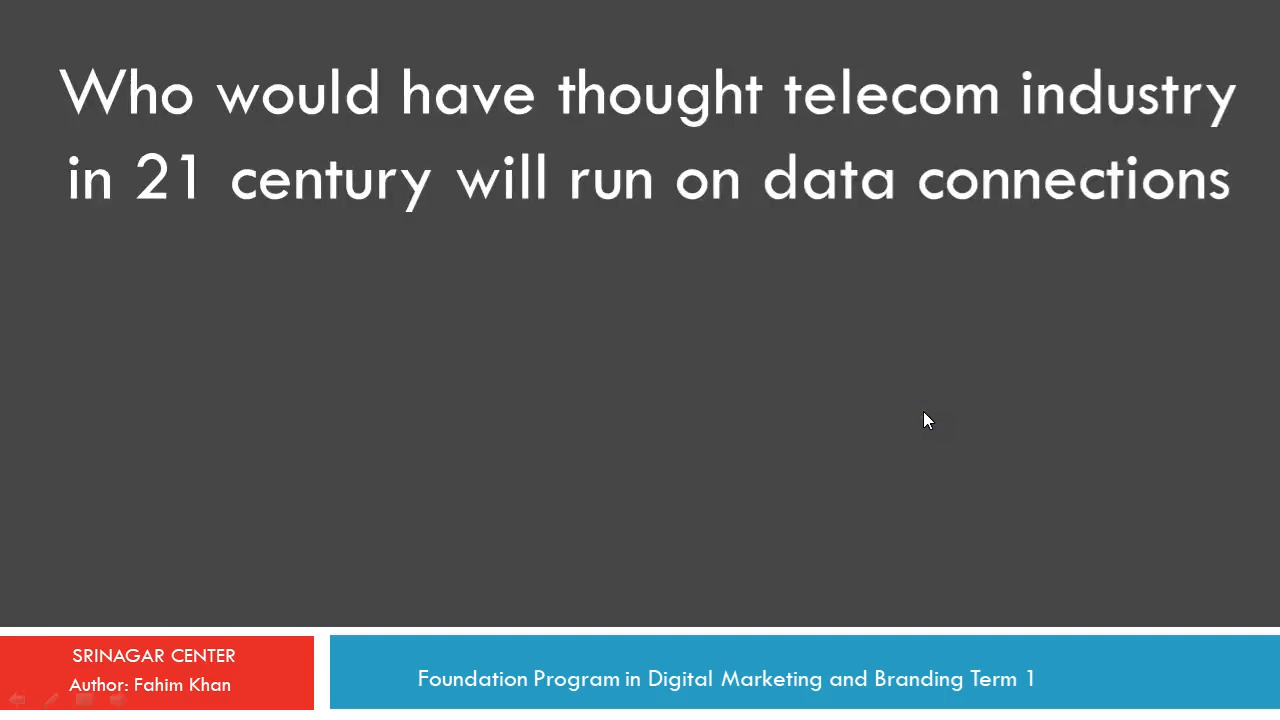 Who would have thought telecom industry
in 21 century will run on data connections
SRINAGAR CENTER
Author: Fahim Khan
Foundation Program in Digital Marketing and Branding Term 1